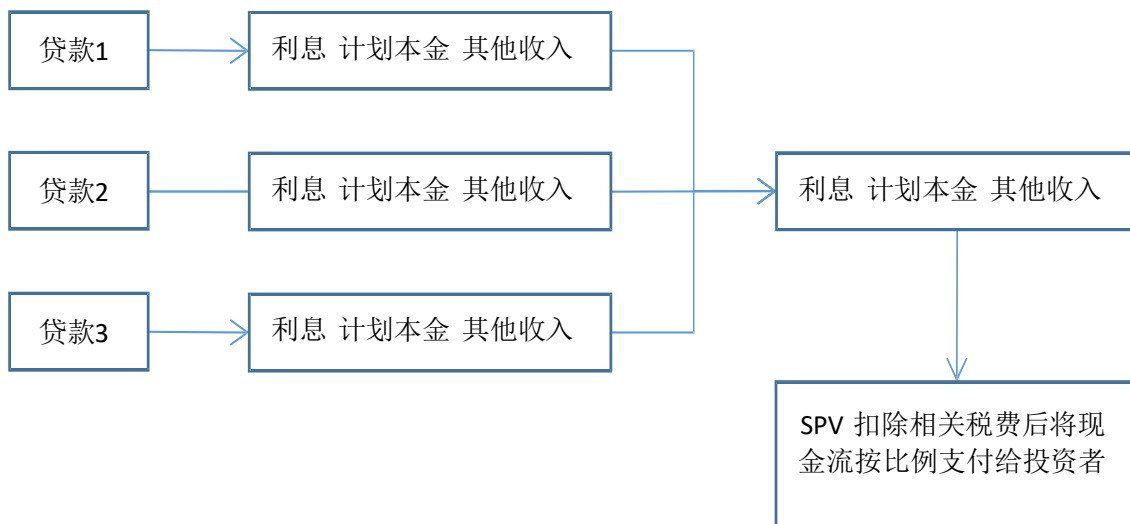 贷款1
利息 计划本金 其他收入
贷款2
利息 计划本金 其他收入
利息 计划本金 其他收入
贷款3
利息 计划本金 其他收入
SPV 扣除相关税费后将现
金流按比例支付给投资者